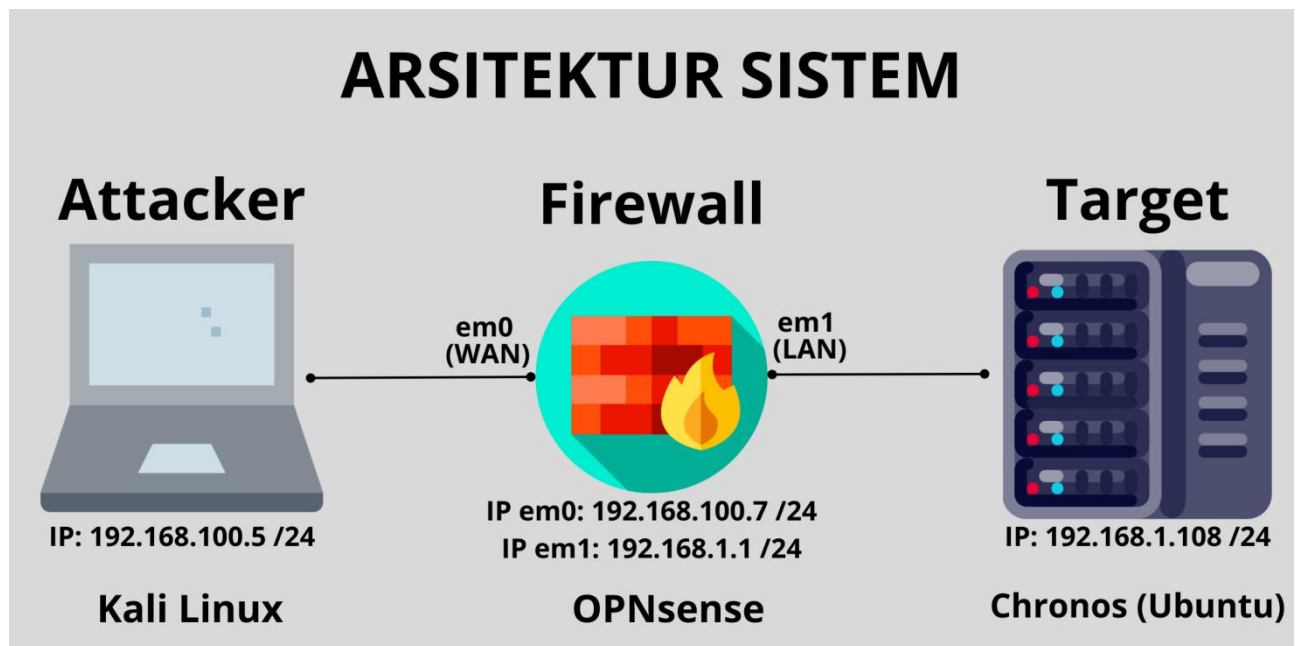 ARSITEKTUR SISTEM
Attacker
Firewall
Target
em0
(WAN)
em1
(LAN)
IP: 192.168.100.5 /24
IP em0: 192.168.100.7 /24
IP em1: 192.168.1.1 /24
IP: 192.168.1.108 /24
Kali Linux
OPNsense
Chronos (Ubuntu)